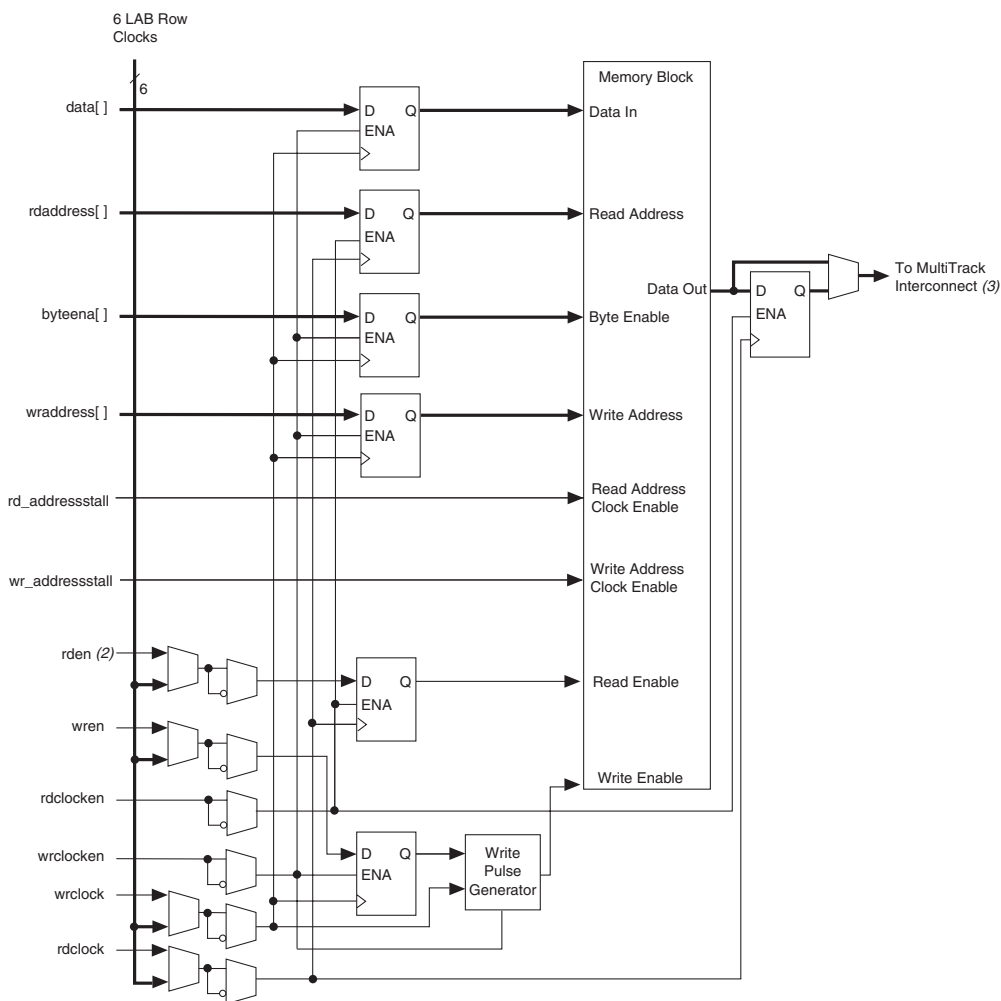 6 LAB Row
Clocks
6
Memory Block
data[ ]
D Q
ENA
Data In
rdaddress[ ]
D Q
ENA
Read Address
Data Out
D Q
ENA
To MultiTrack
Interconnect (3)
byteena[ ]
D Q
ENA
Byte Enable
wraddress[ ]
D Q
ENA
Write Address
rd_addressstall
Read Address
Clock Enable
wr_addressstall
Write Address
Clock Enable
rden (2)
D Q
ENA
Read Enable
wren
Write Enable
rdclocken
wrclocken
D Q
ENA
Write
Pulse
Generator
wrclock
rdclock